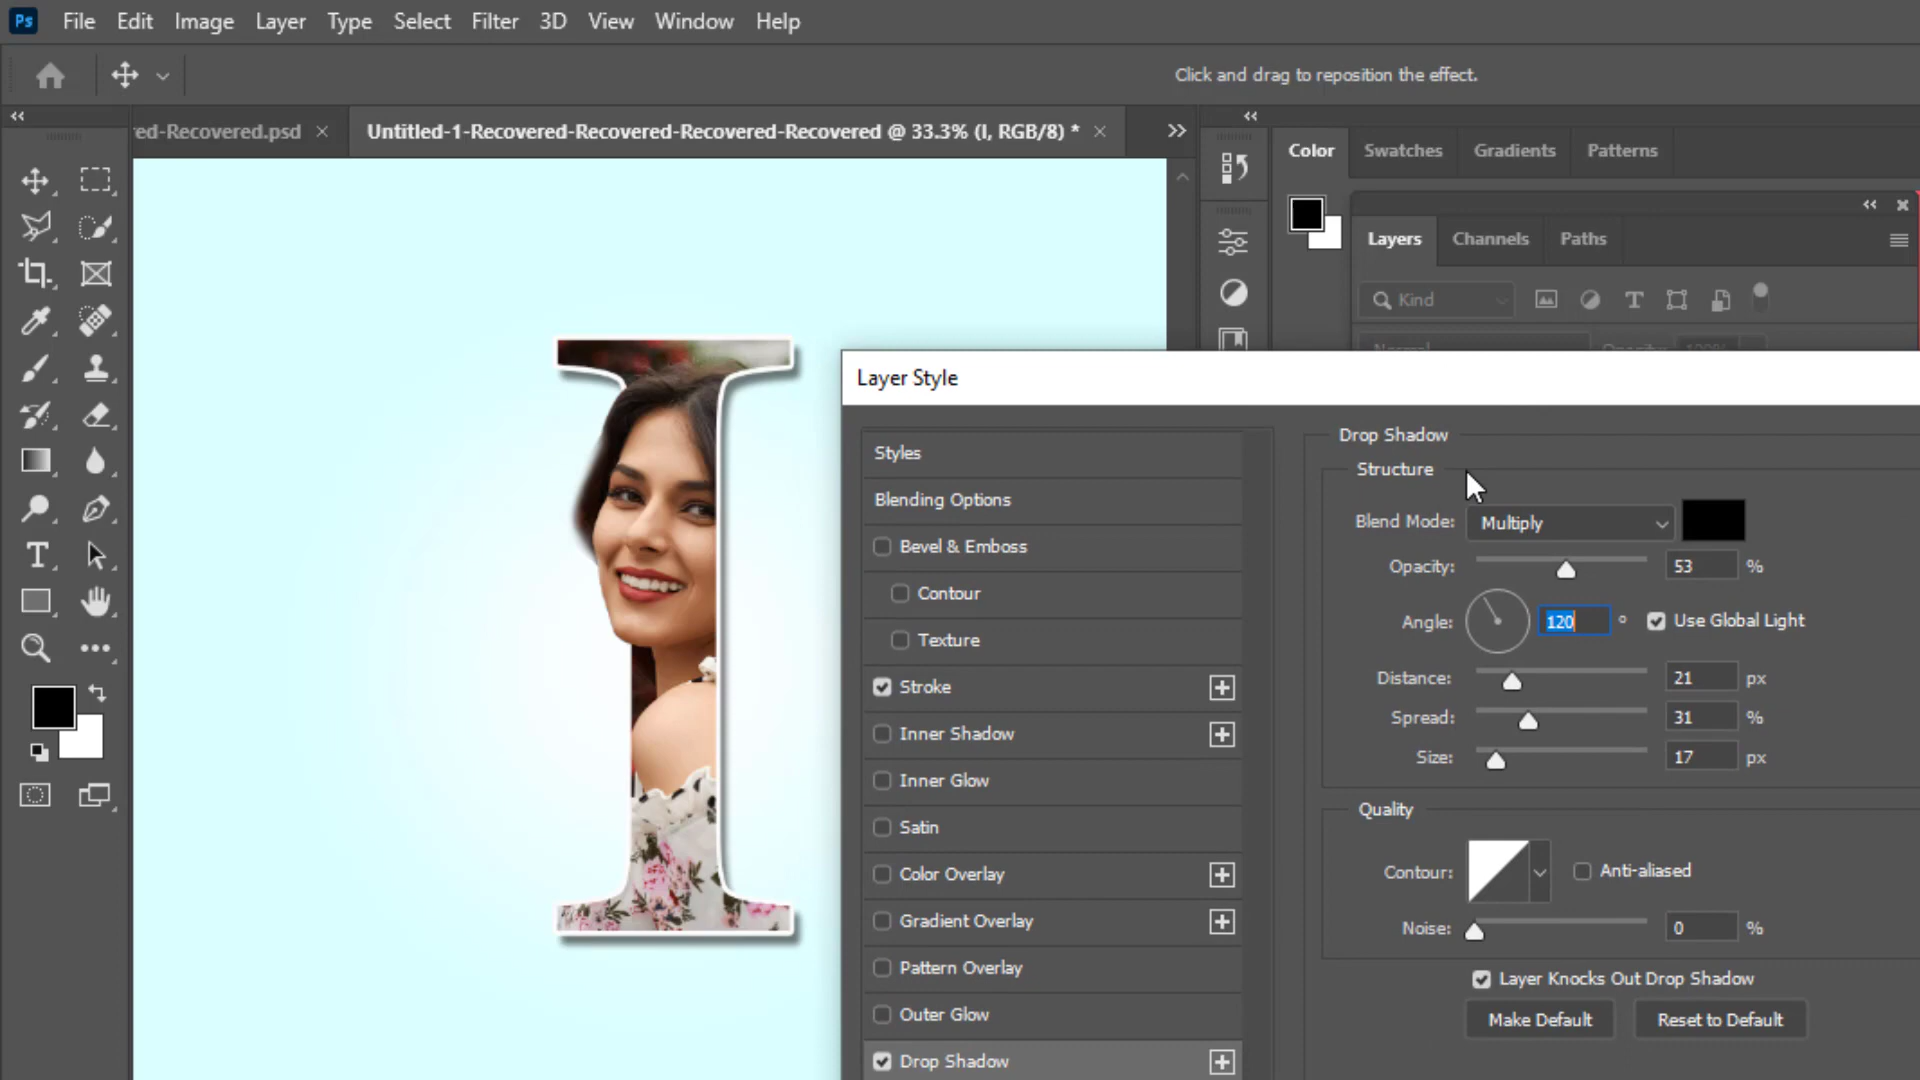 Ps File Edit Image Layer Type Select Filter 3D View Window Help
Click and drag to reposition the effect.
ed-Recovered.psd × Untitled-1-Recovered-Recovered-Recovered-Recovered @ 33.3% (I, RGB/8) * ×
Color Swatches Gradients Patterns
Layers Channels Paths
Kind
Normal Opacity: 100%
Layer Style
Styles
Blending Options
Bevel & Emboss
Contour
Texture
Stroke
Inner Shadow
Inner Glow
Satin
Color Overlay
Gradient Overlay
Pattern Overlay
Outer Glow
Drop Shadow
Drop Shadow
Structure
Blend Mode: Multiply
Opacity: 53 %
Angle: 120 ° Use Global Light
Distance: 21 px
Spread: 31 %
Size: 17 px
Quality
Contour: Anti-aliased
Noise: 0 %
Layer Knocks Out Drop Shadow
Make Default Reset to Default